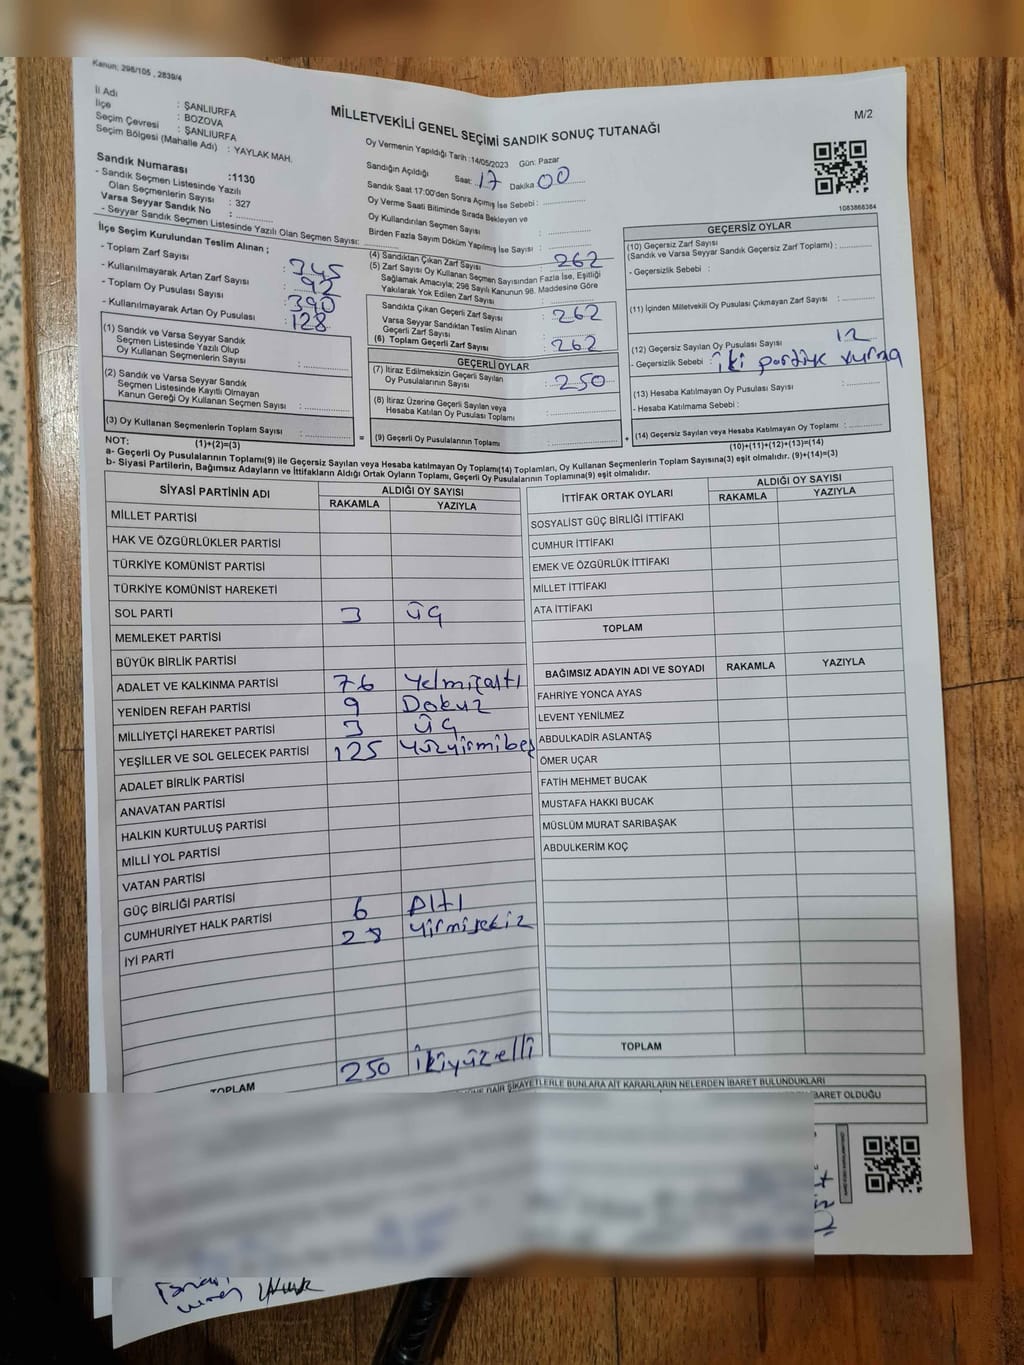 Kanun; 298/105 , 2839/4
İl Adı : ŞANLIURFA
İlçe : BOZOVA
Seçim Çevresi : ŞANLIURFA
Seçim Bölgesi (Mahalle Adı) : YAYLAK MAH.
MİLLETVEKİLİ GENEL SEÇİMİ SANDIK SONUÇ TUTANAĞI
M/2
Sandık Numarası :1130
- Sandık Seçmen Listesinde Yazılı
Olan Seçmenlerin Sayısı : 327
Varsa Seyyar Sandık No :
- Seyyar Sandık Seçmen Listesinde Yazılı Olan Seçmen Sayısı:
Oy Vermenin Yapıldığı Tarih :14/05/2023 Gün: Pazar
Sandığın Açıldığı Saat: 17 Dakika 00
Sandık Saat 17:00'den Sonra Açımış İse Sebebi :
Oy Verme Saati Bitiminde Sırada Bekleyen ve
Oy Kullandırılan Seçmen Sayısı :
Birden Fazla Sayım Döküm Yapılmış İse Sayısı :
1083868384
İlçe Seçim Kurulundan Teslim Alınan ;
- Toplam Zarf Sayısı : 345
- Kullanılmayarak Artan Zarf Sayısı : 92
- Toplam Oy Pusulası Sayısı : 390
- Kullanılmayarak Artan Oy Pusulası : 128
(1) Sandık ve Varsa Seyyar Sandık
Seçmen Listesinde Yazılı Olup
Oy Kullanan Seçmenlerin Sayısı :
(2) Sandık ve Varsa Seyyar Sandık
Seçmen Listesinde Kayıtlı Olmayan
Kanun Gereği Oy Kullanan Seçmen Sayısı :
(3) Oy Kullanan Seçmenlerin Toplam Sayısı :
(1)+(2)=(3)
(4) Sandıktan Çıkan Zarf Sayısı : 262
(5) Zarf Sayısı Oy Kullanan Seçmen Sayısından Fazla İse, Eşitliği
Sağlamak Amacıyla; 298 Sayılı Kanunun 98. Maddesine Göre
Yakılarak Yok Edilen Zarf Sayısı :
Sandıkta Çıkan Geçerli Zarf Sayısı : 262
Varsa Seyyar Sandıktan Teslim Alınan
Geçerli Zarf Sayısı :
(6) Toplam Geçerli Zarf Sayısı : 262
GEÇERLİ OYLAR
(7) İtiraz Edilmeksizin Geçerli Sayılan
Oy Pusulalarının Sayısı : 250
(8) İtiraz Üzerine Geçerli Sayılan veya
Hesaba Katılan Oy Pusulası Toplamı :
= (9) Geçerli Oy Pusulalarının Toplamı :
GEÇERSİZ OYLAR
(10) Geçersiz Zarf Sayısı
(Sandık ve Varsa Seyyar Sandık Geçersiz Zarf Toplamı) :
- Geçersizlik Sebebi :
(11) İçinden Milletvekili Oy Pusulası Çıkmayan Zarf Sayısı :
(12) Geçersiz Sayılan Oy Pusulası Sayısı 12
- Geçersizlik Sebebi : iki partiye vurma
(13) Hesaba Katılmayan Oy Pusulası Sayısı :
- Hesaba Katılmama Sebebi :
+ (14) Geçersiz Sayılan veya Hesaba Katılmayan Oy Toplamı :
(10)+(11)+(12)+(13)=(14)
NOT:
a- Geçerli Oy Pusulalarının Toplamı(9) ile Geçersiz Sayılan veya Hesaba katılmayan Oy Toplamı(14) Toplamları, Oy Kullanan Seçmenlerin Toplam Sayısına(3) eşit olmalıdır. (9)+(14)=(3)
b- Siyasi Partilerin, Bağımsız Adayların ve İttifakların Aldığı Ortak Oyların Toplamı, Geçerli Oy Pusulalarının Toplamına(9) eşit olmalıdır.
SİYASİ PARTİNİN ADI ALDIĞI OY SAYISI
RAKAMLA YAZIYLA
MİLLET PARTİSİ
HAK VE ÖZGÜRLÜKLER PARTİSİ
TÜRKİYE KOMÜNİST PARTİSİ
TÜRKİYE KOMÜNİST HAREKETİ
SOL PARTİ 3 üç
MEMLEKET PARTİSİ
BÜYÜK BİRLİK PARTİSİ
ADALET VE KALKINMA PARTİSİ 76 Yetmişaltı
YENİDEN REFAH PARTİSİ 9 Dokuz
MİLLİYETÇİ HAREKET PARTİSİ 3 üç
YEŞİLLER VE SOL GELECEK PARTİSİ 125 Yüzyirmibeş
ADALET BİRLİK PARTİSİ
ANAVATAN PARTİSİ
HALKIN KURTULUŞ PARTİSİ
MİLLİ YOL PARTİSİ
VATAN PARTİSİ
GÜÇ BİRLİĞİ PARTİSİ
CUMHURİYET HALK PARTİSİ 6 Altı
İYİ PARTİ 28 Yirmisekiz
TOPLAM 250 ikiyüzelli
İTTİFAK ORTAK OYLARI ALDIĞI OY SAYISI
RAKAMLA YAZIYLA
SOSYALİST GÜÇ BİRLİĞİ İTTİFAKI
CUMHUR İTTİFAKI
EMEK VE ÖZGÜRLÜK İTTİFAKI
MİLLET İTTİFAKI
ATA İTTİFAKI
TOPLAM
BAĞIMSIZ ADAYIN ADI VE SOYADI RAKAMLA YAZIYLA
FAHRİYE YONCA AYAS
LEVENT YENİLMEZ
ABDULKADİR ASLANTAŞ
ÖMER UÇAR
FATİH MEHMET BUCAK
MUSTAFA HAKKI BUCAK
MÜSLÜM MURAT SARIBAŞAK
ABDULKERİM KOÇ
TOPLAM
DAİR ŞİKAYETLERLE BUNLARA AİT KARARLARIN NELERDEN İBARET BULUNDUKLARI
İBARET OLDUĞU